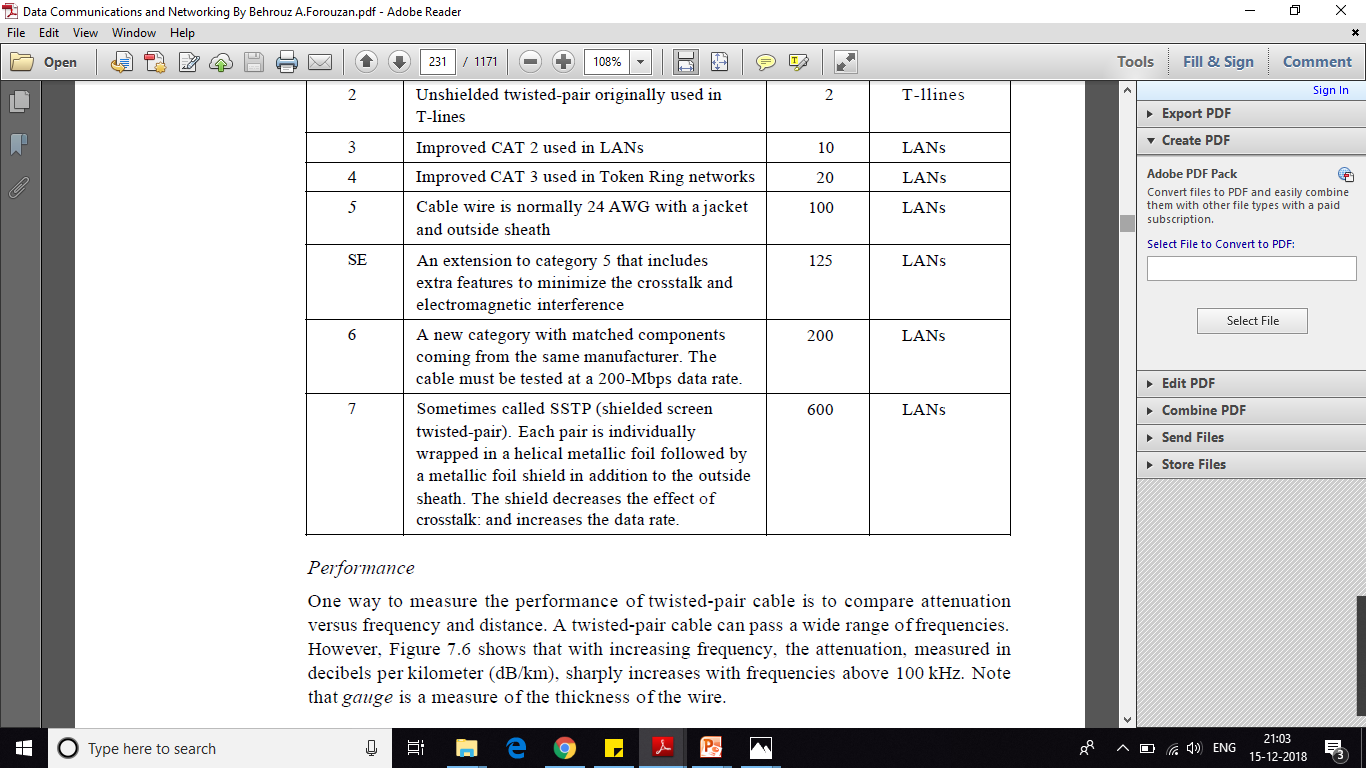 Data Communications and Networking By Behrouz A.Forouzan.pdf - Adobe Reader
File Edit View Window Help
Open 231 / 1171 108% Tools Fill & Sign Comment
Sign In
Export PDF
Create PDF
Adobe PDF Pack
Convert files to PDF and easily combine
them with other file types with a paid
subscription.
Select File to Convert to PDF:
Select File
Edit PDF
Combine PDF
Send Files
Store Files
2 Unshielded twisted-pair originally used in 2 T-llines
T-lines
3 Improved CAT 2 used in LANs 10 LANs
4 Improved CAT 3 used in Token Ring networks 20 LANs
5 Cable wire is normally 24 AWG with a jacket 100 LANs
and outside sheath
SE An extension to category 5 that includes 125 LANs
extra features to minimize the crosstalk and
electromagnetic interference
6 A new category with matched components 200 LANs
coming from the same manufacturer. The
cable must be tested at a 200-Mbps data rate.
7 Sometimes called SSTP (shielded screen 600 LANs
twisted-pair). Each pair is individually
wrapped in a helical metallic foil followed by
a metallic foil shield in addition to the outside
sheath. The shield decreases the effect of
crosstalk: and increases the data rate.
Performance
One way to measure the performance of twisted-pair cable is to compare attenuation
versus frequency and distance. A twisted-pair cable can pass a wide range of frequencies.
However, Figure 7.6 shows that with increasing frequency, the attenuation, measured in
decibels per kilometer (dB/km), sharply increases with frequencies above 100 kHz. Note
that gauge is a measure of the thickness of the wire.
Type here to search
ENG
21:03
15-12-2018
3